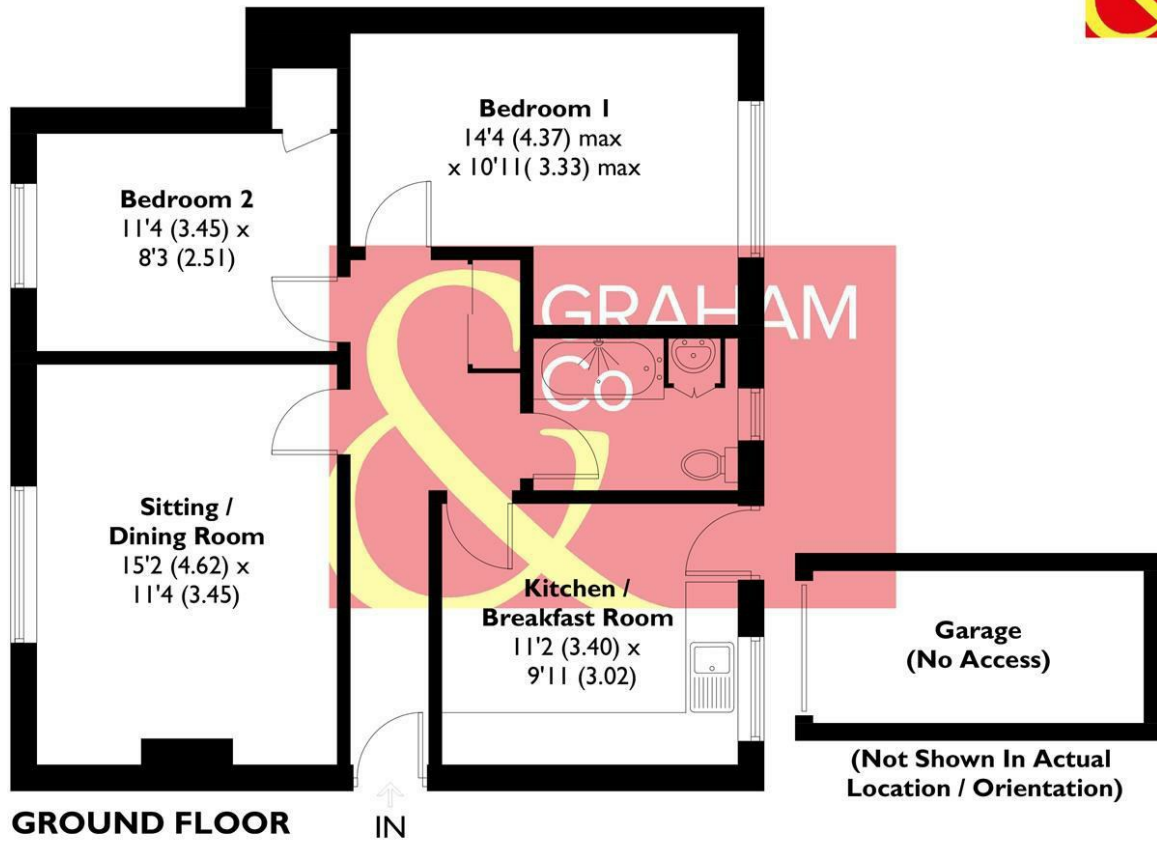 Bedroom 1
14'4 (4.37) max
x 10'11( 3.33) max
Bedroom 2
11'4 (3.45) x
8'3 (2.51)
&
GRAHAM
Co
Sitting /
Dining Room
15'2 (4.62) x
11'4 (3.45)
Kitchen /
Breakfast Room
11'2 (3.40) x
9'11 (3.02)
Garage
(No Access)
(Not Shown In Actual
Location / Orientation)
GROUND FLOOR
IN